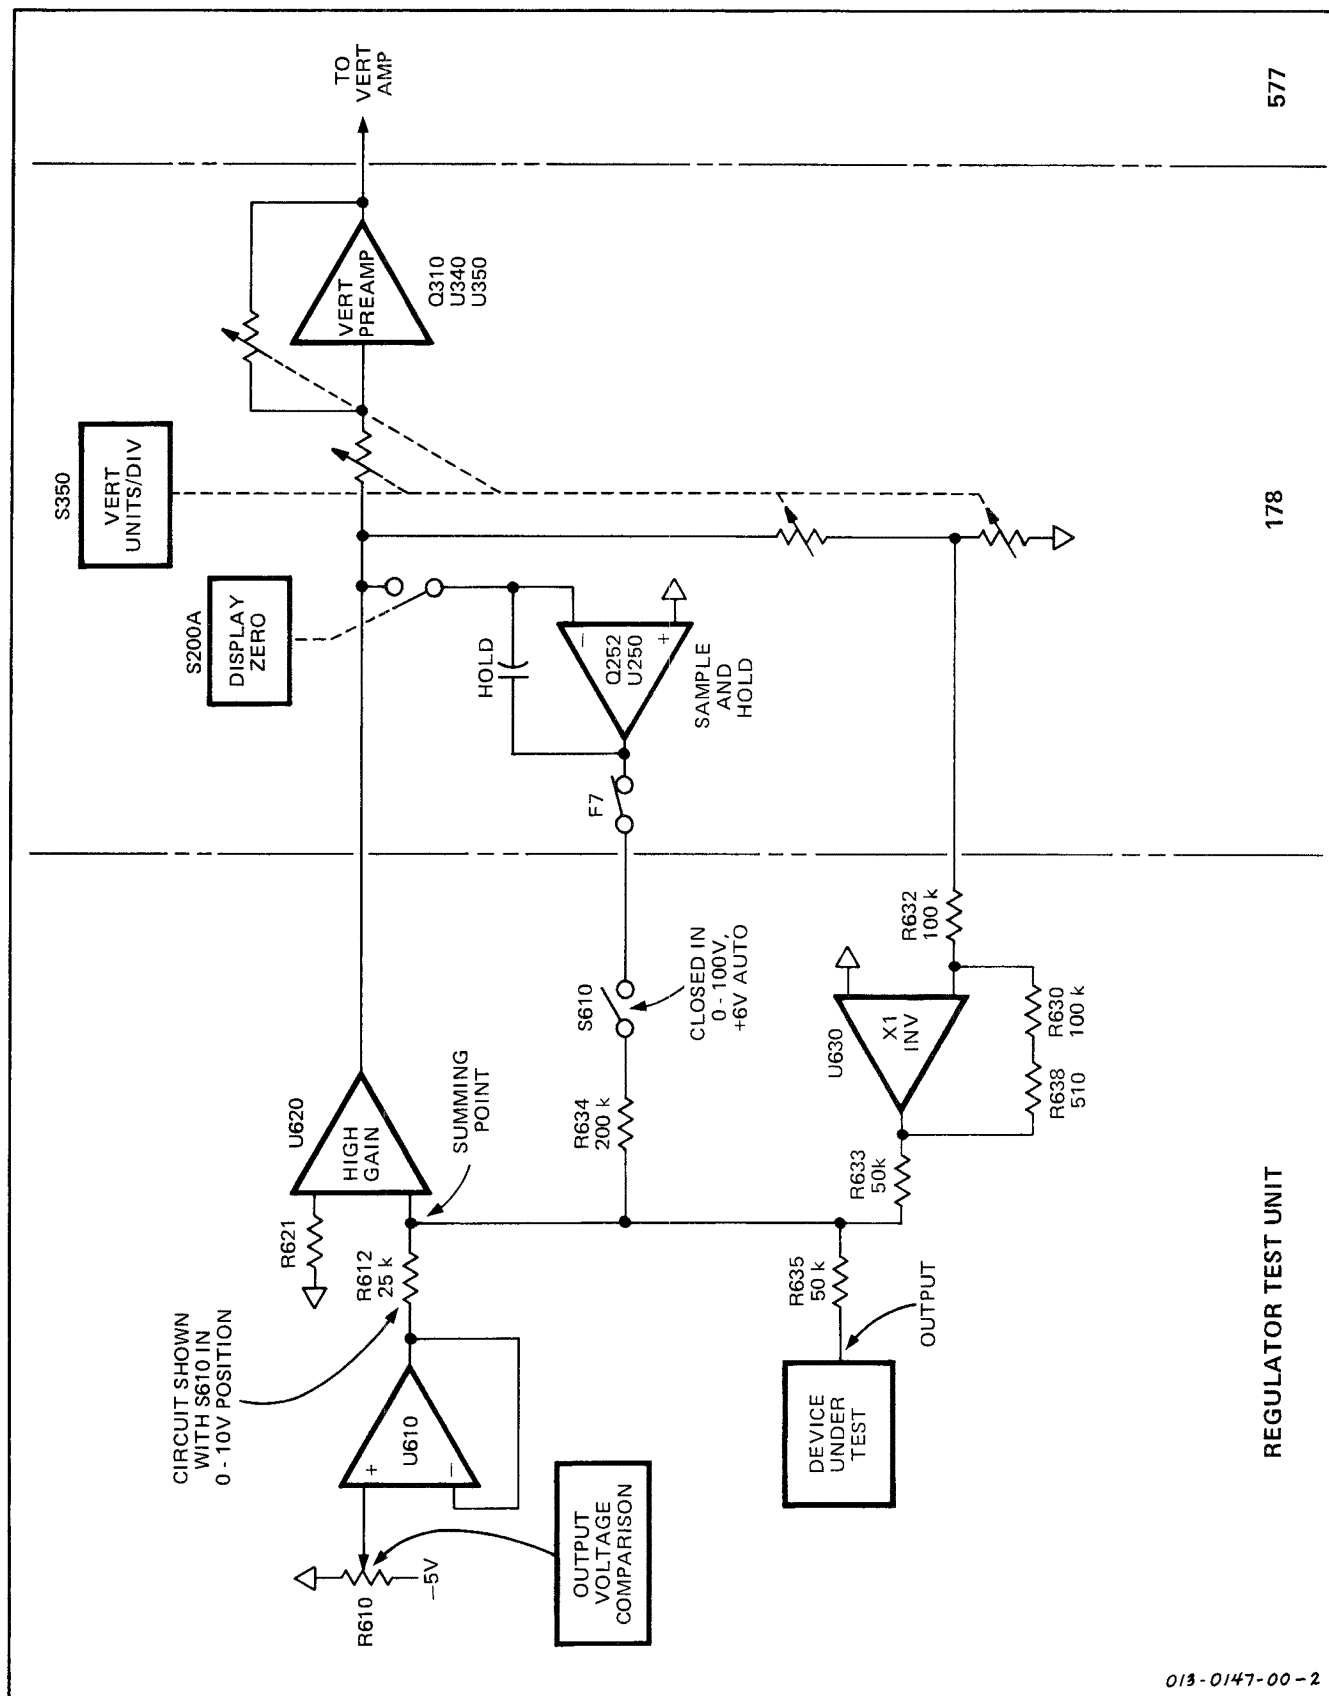 CIRCUIT SHOWN
WITH S610 IN
0 - 10V POSITION
R610
–5V
OUTPUT
VOLTAGE
COMPARISON
+
–
U610
R612
25 k
R621
U620
HIGH
GAIN
SUMMING
POINT
DEVICE
UNDER
TEST
OUTPUT
R635
50 k
R633
50k
R634
200 k
S610
CLOSED IN
0 - 100V,
+6V AUTO
U630
X1
INV
R638
510
R630
100 k
R632
100 k
F7
HOLD
–
+
Q252
U250
SAMPLE
AND
HOLD
S200A
DISPLAY
ZERO
S350
VERT
UNITS/DIV
VERT
PREAMP
Q310
U340
U350
TO
VERT
AMP
REGULATOR TEST UNIT
178
577
013-0147-00-2